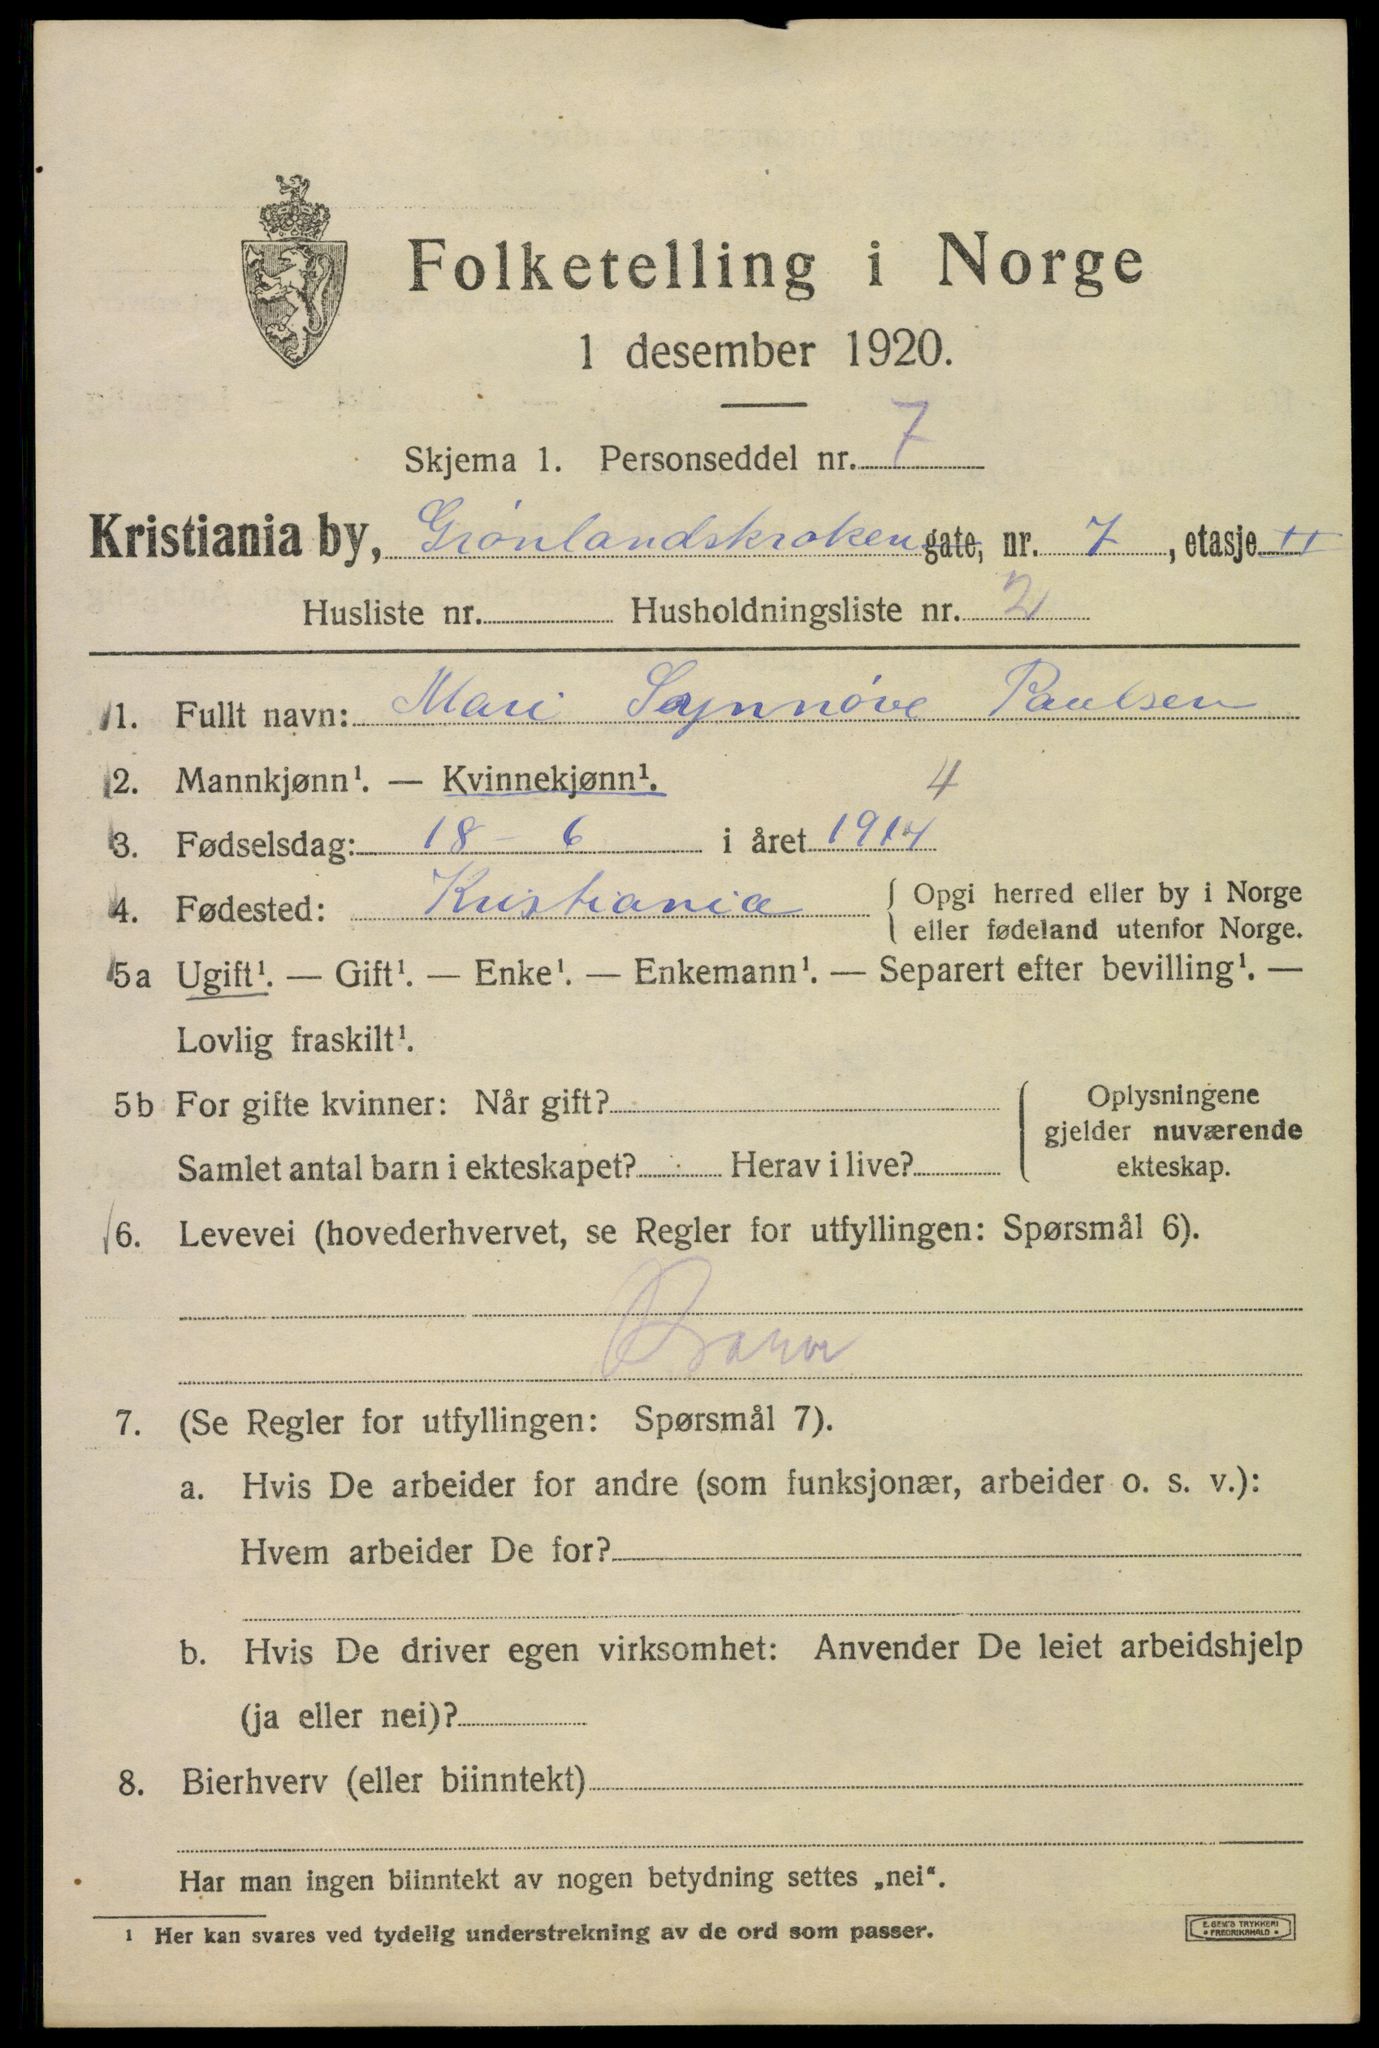 Folketelling i Norge
1 desember 1920.
Skjema 1. Personseddel nr. 7
Kristiania by, Grønlandskroken gate, nr. 7, etasje II
Husliste nr. Husholdningsliste nr. 2
1. Fullt navn: Mari Synnøve Paulsen
2. Mannkjønn¹. — Kvinnekjønn¹.
4
3. Fødselsdag: 18 - 6 i året 1914
4. Fødested: Kristiania { Opgi herred eller by i Norge
eller fødeland utenfor Norge.
5a Ugift¹. — Gift¹. — Enke¹. — Enkemann¹. — Separert efter bevilling¹. —
Lovlig fraskilt¹.
5b For gifte kvinner: Når gift? Oplysningene
gjelder nuværende
Samlet antal barn i ekteskapet? Herav i live? ekteskap.
6. Levevei (hovederhvervet, se Regler for utfyllingen: Spørsmål 6).
Barn
7. (Se Regler for utfyllingen: Spørsmål 7).
a. Hvis De arbeider for andre (som funksjonær, arbeider o. s. v.):
Hvem arbeider De for?
b. Hvis De driver egen virksomhet: Anvender De leiet arbeidshjelp
(ja eller nei)?
8. Bierhverv (eller biinntekt)
Har man ingen biinntekt av nogen betydning settes „nei“.
¹ Her kan svares ved tydelig understrekning av de ord som passer.
E. SEM'S TRYKKERI
• FREDRIKSHALD •